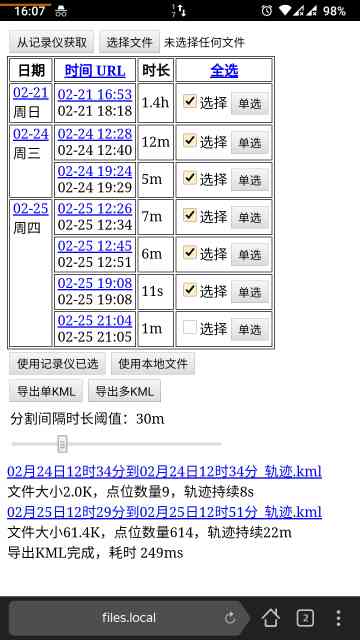 16:07
98%
从记录仪获取 选择文件 未选择任何文件
日期 时间 URL 时长 全选
02-21 周日 02-21 16:53 02-21 18:18 1.4h 选择 单选
02-24 周三 02-24 12:28 02-24 12:40 12m 选择 单选
02-24 19:24 02-24 19:29 5m 选择 单选
02-25 周四 02-25 12:26 02-25 12:34 7m 选择 单选
02-25 12:45 02-25 12:51 6m 选择 单选
02-25 19:08 02-25 19:08 11s 选择 单选
02-25 21:04 02-25 21:05 1m 选择 单选
使用记录仪已选 使用本地文件
导出单KML 导出多KML
分割间隔时长阈值：30m
02月24日12时34分到02月24日12时34分_轨迹.kml
文件大小2.0K，点位数量9，轨迹持续8s
02月25日12时29分到02月25日12时51分_轨迹.kml
文件大小61.4K，点位数量614，轨迹持续22m
导出KML完成，耗时 249ms
files.local
2